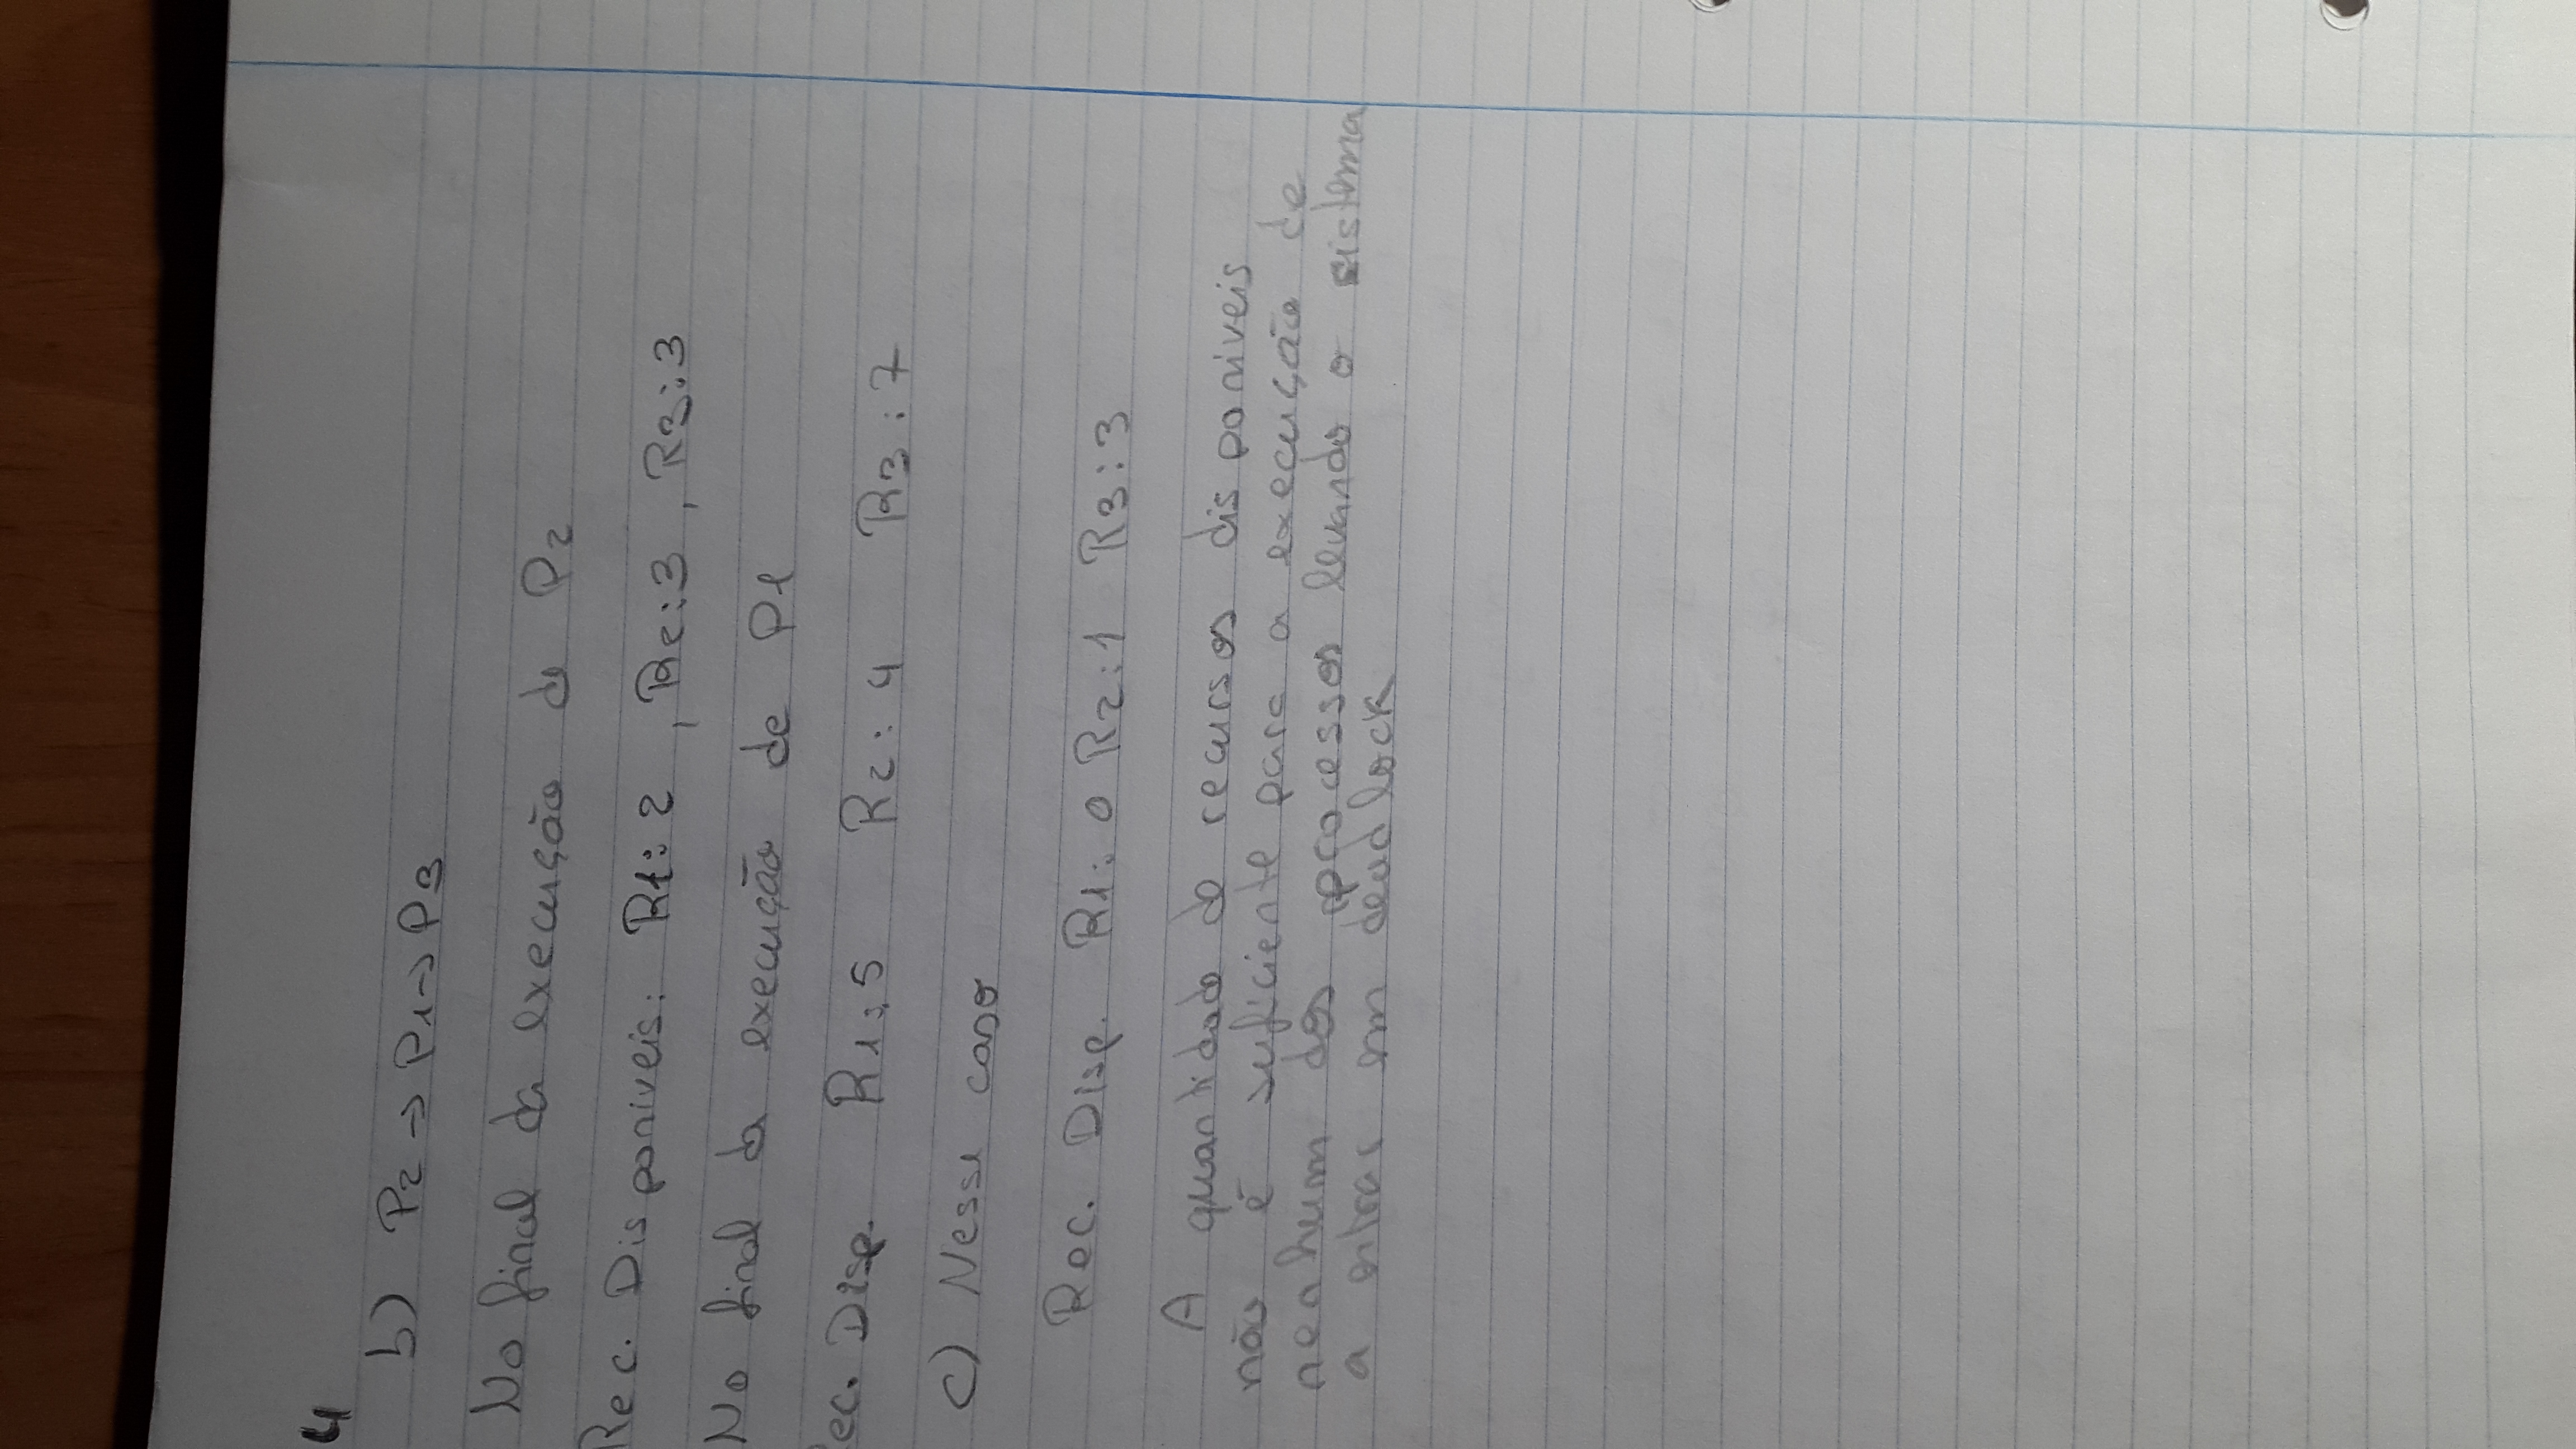 4
b) P2 -> P1 -> P3
No final da execução de P2
Rec. Disponiveis: R1: 2 , R2: 3 , R3: 3
No final da execução de P1
ec. Disp. R1: 5 R2: 4 R3: 7
c) Nesse caso
Rec. Disp. R1: 0 R2: 1 R3: 3
A quantidade de recursos disponiveis
não é suficiente para a execução de
nenhum dos processos levando o sistema
a entrar em deadlock